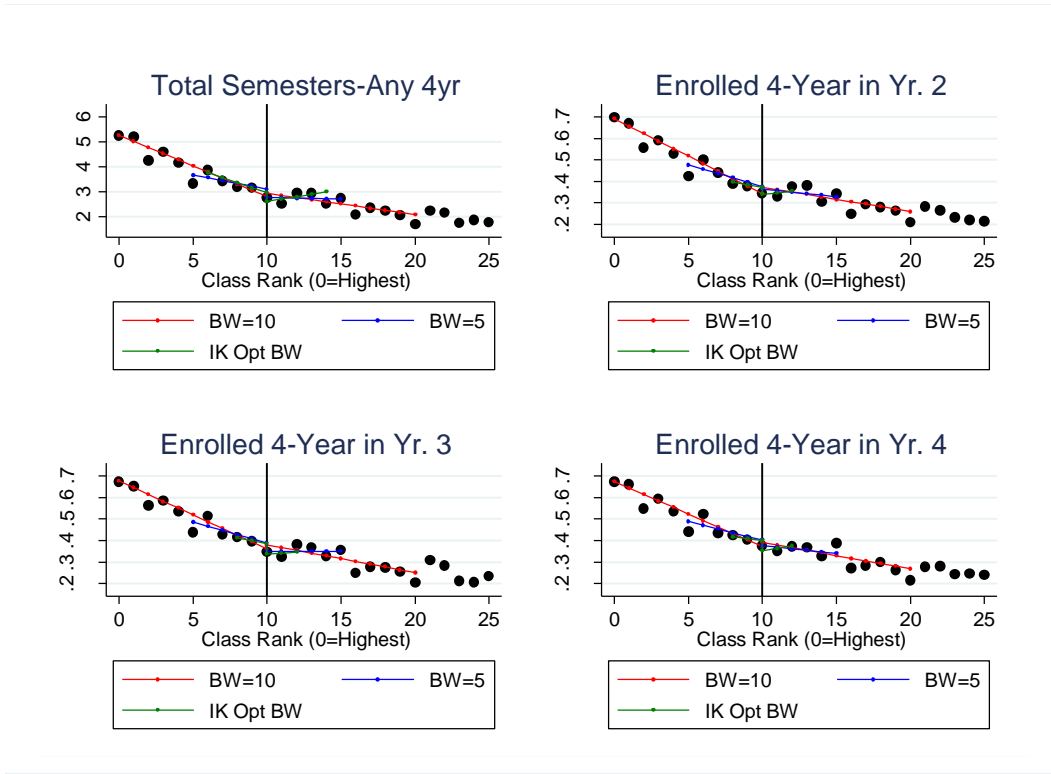 Total Semesters-Any 4yr
6
5
4
3
2
0 5 10 15 20 25
Class Rank (0=Highest)
BW=10 BW=5
IK Opt BW
Enrolled 4-Year in Yr. 2
.7
.6
.5
.4
.3
.2
0 5 10 15 20 25
Class Rank (0=Highest)
BW=10 BW=5
IK Opt BW
Enrolled 4-Year in Yr. 3
.7
.6
.5
.4
.3
.2
0 5 10 15 20 25
Class Rank (0=Highest)
BW=10 BW=5
IK Opt BW
Enrolled 4-Year in Yr. 4
.7
.6
.5
.4
.3
.2
0 5 10 15 20 25
Class Rank (0=Highest)
BW=10 BW=5
IK Opt BW